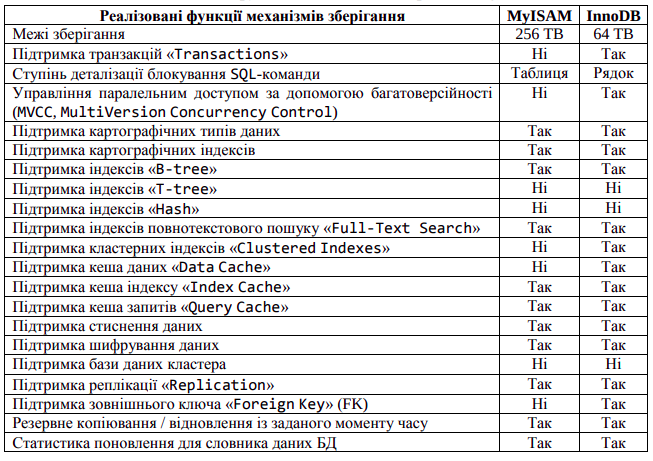 Реалізовані функції механізмів зберігання MyISAM InnoDB
Межі зберігання 256 ТВ 64 ТВ
Підтримка транзакцій «Transactions» Ні Так
Ступінь деталізації блокування SQL-команди Таблиця Рядок
Управління паралельним доступом за допомогою багатоверсійності
(MVCC, MultiVersion Concurrency Control) Ні Так
Підтримка картографічних типів даних Так Так
Підтримка картографічних індексів Так Так
Підтримка індексів «B-tree» Так Так
Підтримка індексів «T-tree» Ні Ні
Підтримка індексів «Hash» Ні Ні
Підтримка індексів повнотекстового пошуку «Full-Text Search» Так Так
Підтримка кластерних індексів «Clustered Indexes» Ні Так
Підтримка кеша даних «Data Cache» Ні Так
Підтримка кеша індексу «Index Cache» Так Так
Підтримка кеша запитів «Query Cache» Так Так
Підтримка стиснення даних Так Так
Підтримка шифрування даних Так Так
Підтримка бази даних кластера Ні Ні
Підтримка реплікації «Replication» Так Так
Підтримка зовнішнього ключа «Foreign Key» (FK) Ні Так
Резервне копіювання / відновлення із заданого моменту часу Так Так
Статистика поновлення для словника даних БД Так Так